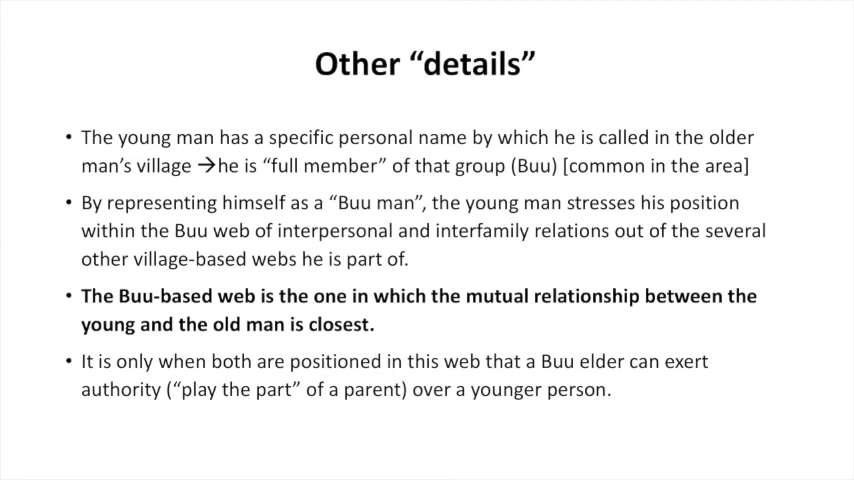 Other “details”
• The young man has a specific personal name by which he is called in the older
man’s village →he is “full member” of that group (Buu) [common in the area]
• By representing himself as a “Buu man”, the young man stresses his position
within the Buu web of interpersonal and interfamily relations out of the several
other village-based webs he is part of.
• The Buu-based web is the one in which the mutual relationship between the
young and the old man is closest.
• It is only when both are positioned in this web that a Buu elder can exert
authority (“play the part” of a parent) over a younger person.